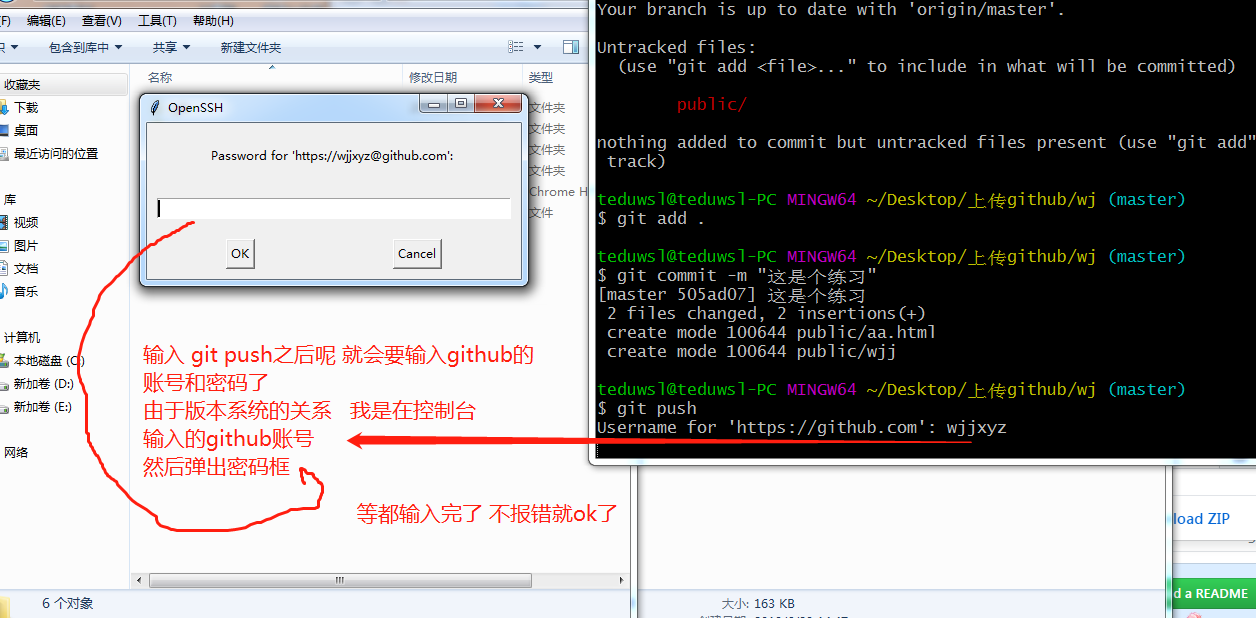 编辑(E) 查看(V) 工具(T) 帮助(H)
包含到库中 共享 新建文件夹
名称 修改日期 类型
收藏夹
下载
桌面
最近访问的位置
库
视频
图片
文档
音乐
计算机
本地磁盘 (C:)
新加卷 (D:)
新加卷 (E:)
网络
文件夹
文件夹
文件夹
文件夹
Chrome H
文件
OpenSSH
Password for 'https://wjjxyz@github.com':
OK Cancel
输入 git push之后呢 就会要输入github的
账号和密码了
由于版本系统的关系 我是在控制台
输入的github账号
然后弹出密码框
等都输入完了 不报错就ok了
6 个对象
Your branch is up to date with 'origin/master'.
Untracked files:
(use "git add <file>..." to include in what will be committed)
public/
nothing added to commit but untracked files present (use "git add"
track)
teduwsl@teduwsl-PC MINGW64 ~/Desktop/上传github/wj (master)
$ git add .
teduwsl@teduwsl-PC MINGW64 ~/Desktop/上传github/wj (master)
$ git commit -m "这是个练习"
[master 505ad07] 这是个练习
2 files changed, 2 insertions(+)
create mode 100644 public/aa.html
create mode 100644 public/wjj
teduwsl@teduwsl-PC MINGW64 ~/Desktop/上传github/wj (master)
$ git push
Username for 'https://github.com': wjjxyz
load ZIP
d a README
大小: 163 KB